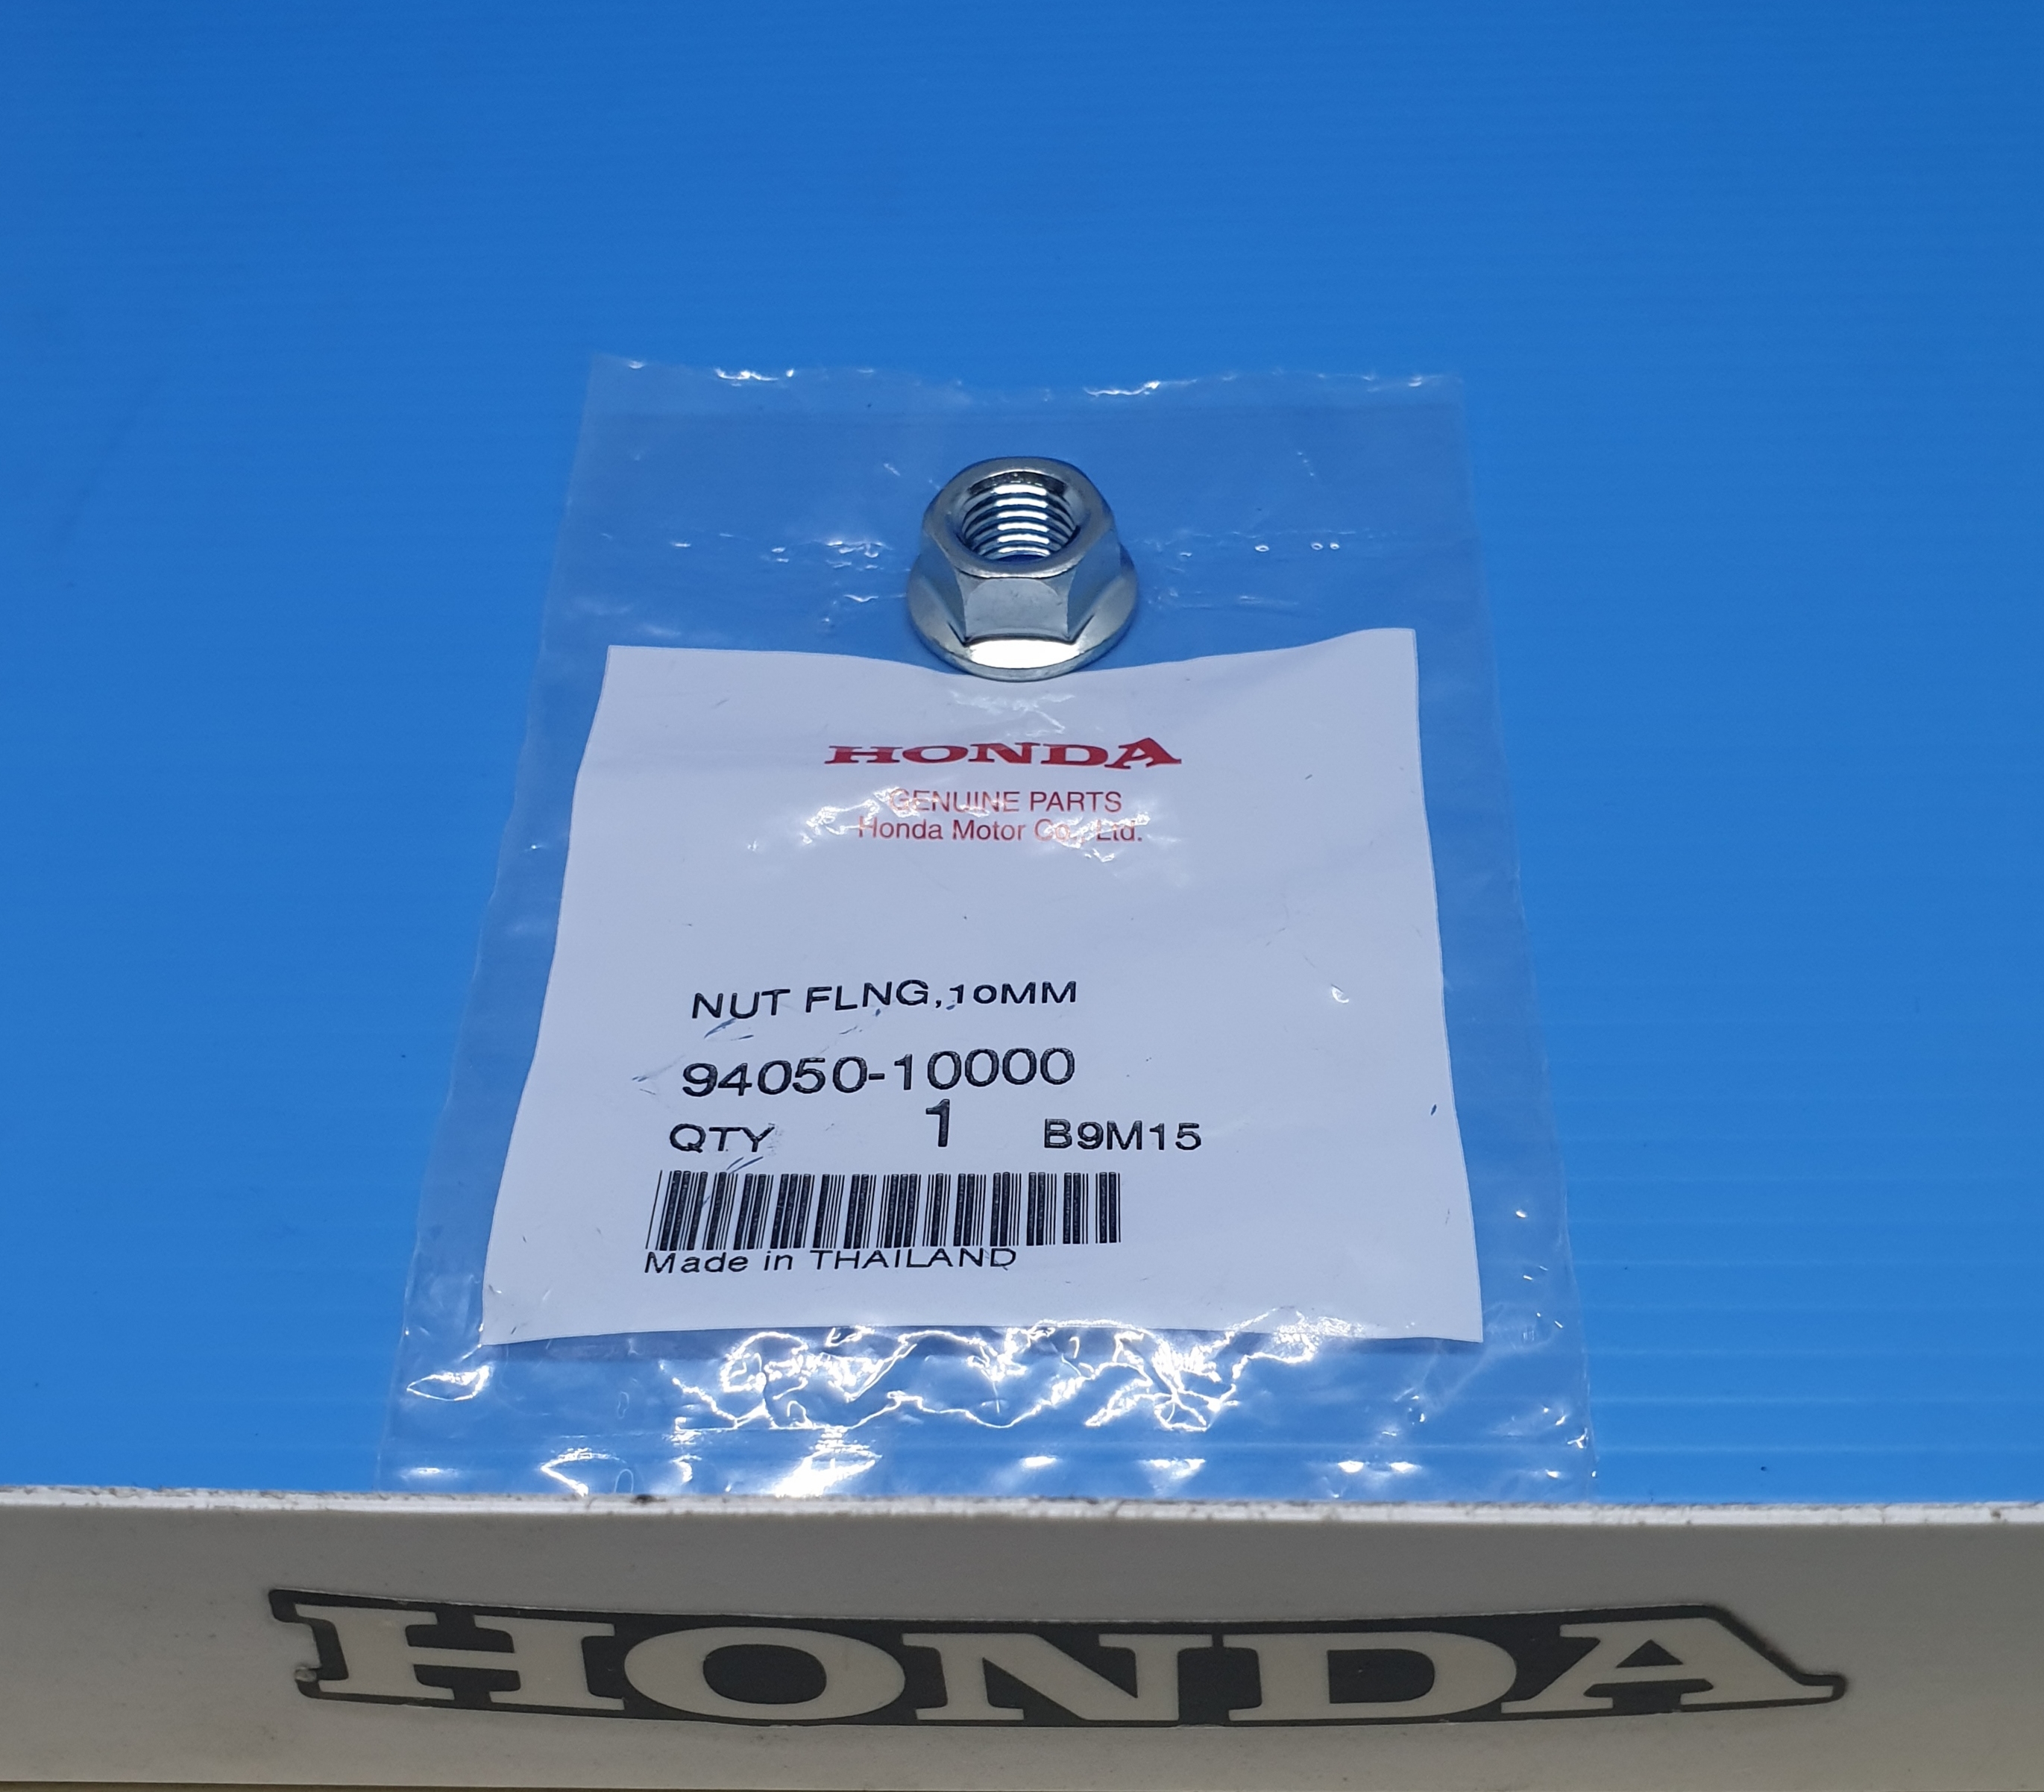 HONDA
GENUINE PARTS
Honda Motor Co., Ltd.
NUT FLNG,10MM
94050-10000
QTY 1 B9M15
Made in THAILAND
HONDA